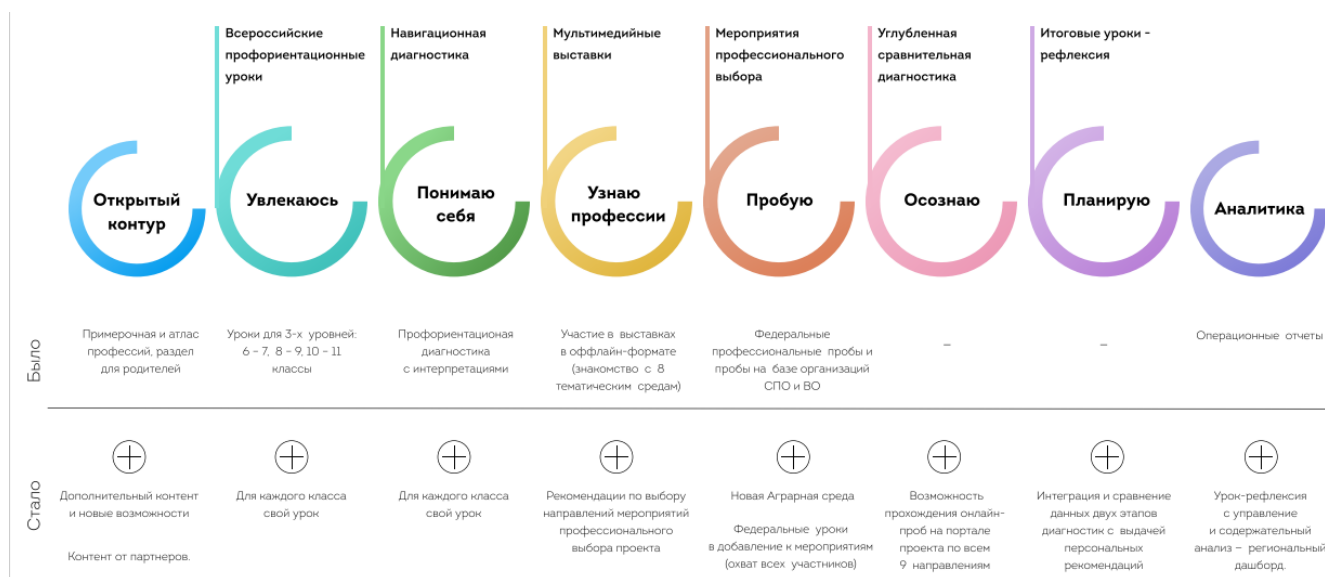 Всероссийские
профориентационные
уроки
Навигационная
диагностика
Мультимедийные
выставки
Мероприятия
профессионального
выбора
Углубленная
сравнительная
диагностика
Итоговые уроки -
рефлексия
Открытый
контур
Увлекаюсь
Понимаю
себя
Узнаю
профессии
Пробую
Осознаю
Планирую
Аналитика
Было
Примерочная и атлас
профессий, раздел
для родителей
Уроки для 3-х уровней:
6 – 7, 8 – 9, 10 – 11
классы
Профориентационая
диагностика
с интерпретациями
Участие в выставках
в оффлайн-формате
(знакомство с 8
тематическим средам)
Федеральные
профессиональные пробы и
пробы на базе организаций
СПО и ВО
–
–
Операционные отчеты
Стало
Дополнительный контент
и новые возможности
Контент от партнеров.
Для каждого класса
свой урок
Для каждого класса
свой урок
Рекомендации по выбору
направлений мероприятий
профессионального
выбора проекта
Новая Аграрная среда
Федеральные уроки
в добавление к мероприятиям
(охват всех участников)
Возможность
прохождения онлайн-
проб на портале
проекта по всем
9 направлениям
Интеграция и сравнение
данных двух этапов
диагностик с выдачей
персональных
рекомендаций
Урок-рефлексия
с управление
и содержательный
анализ – региональный
дашборд.